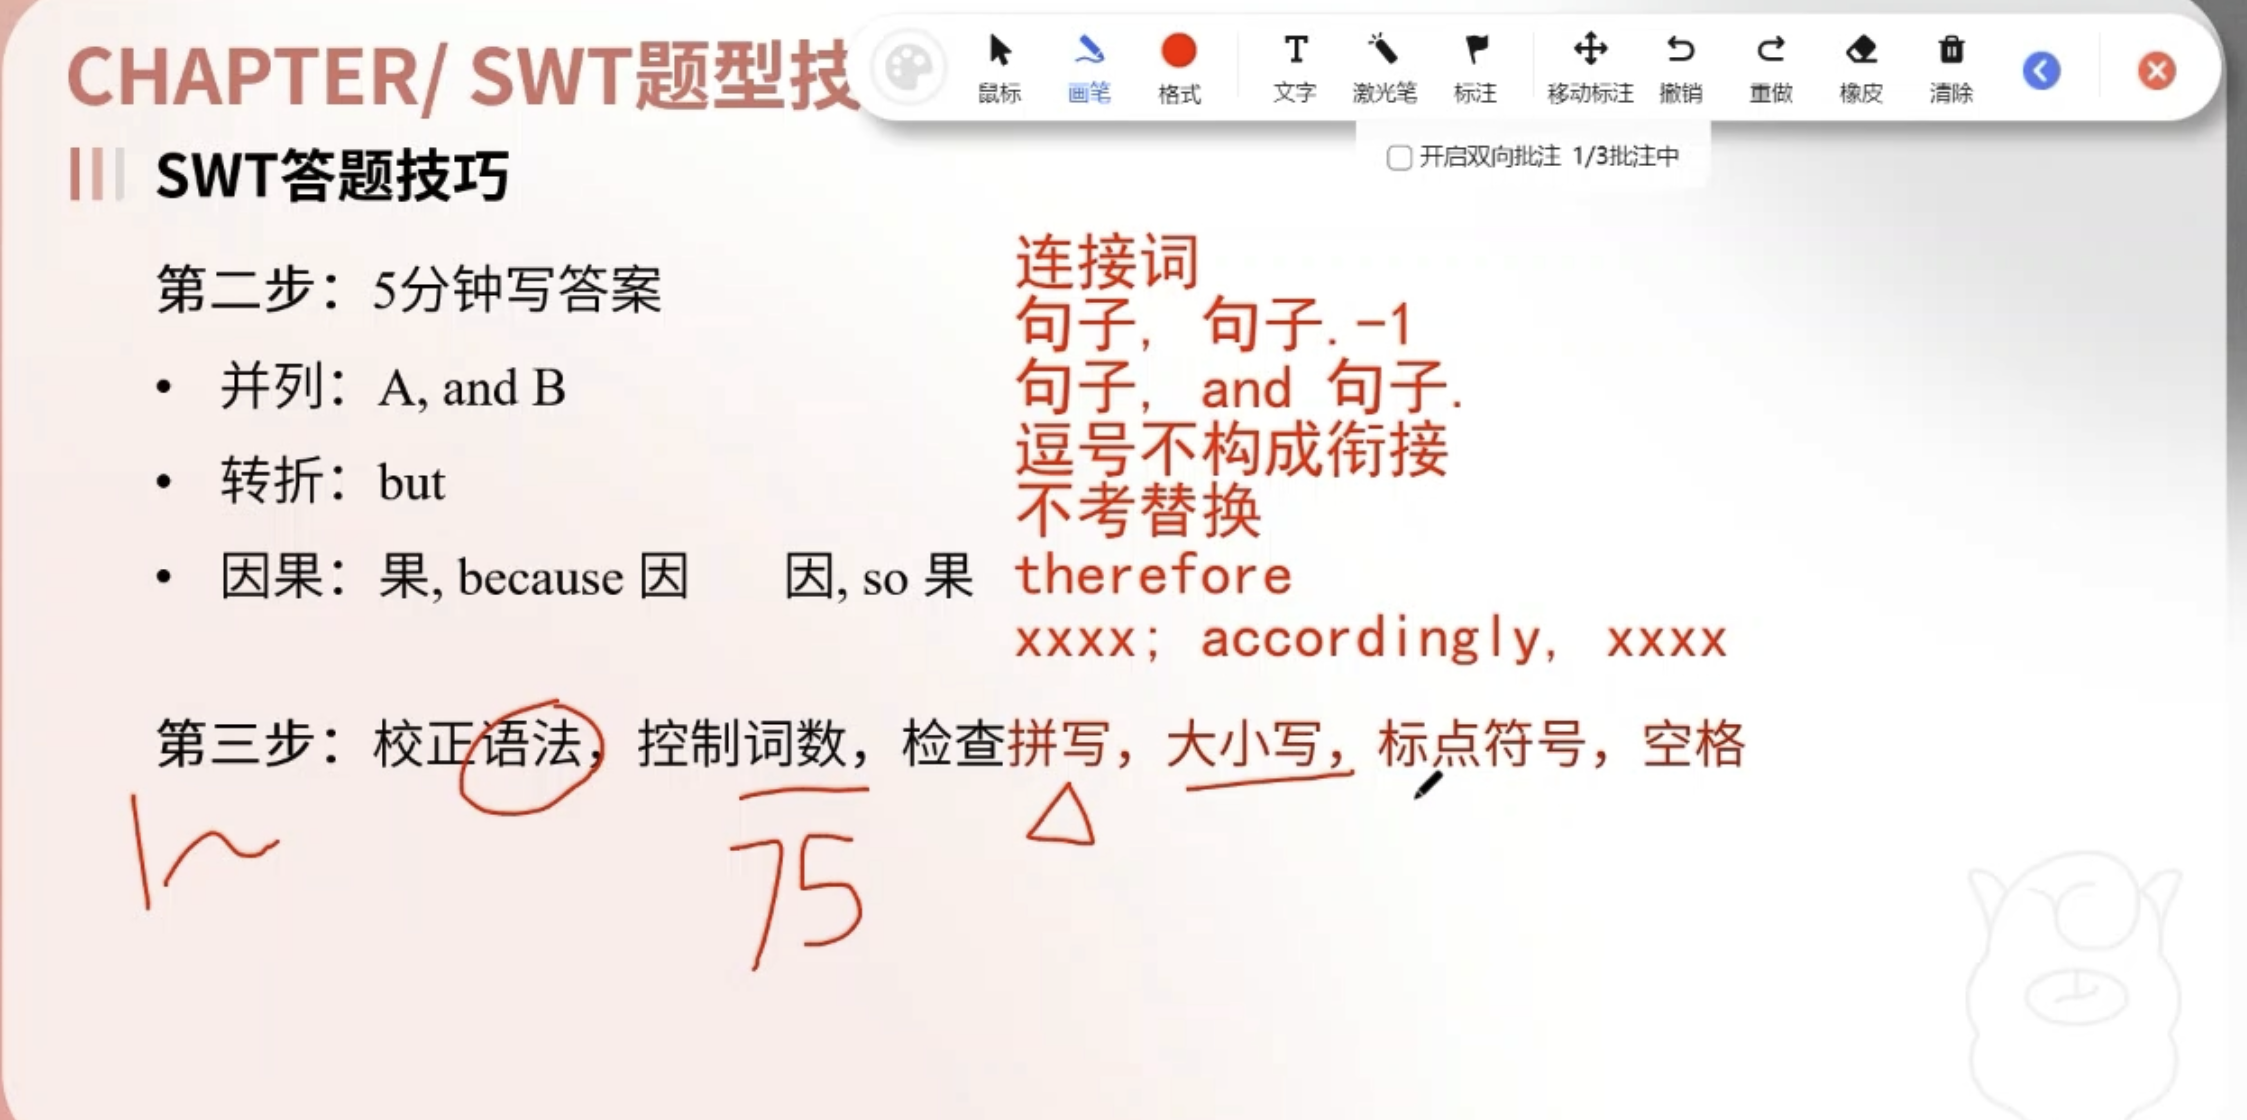 CHAPTER/ SWT题型技
鼠标
画笔
格式
文字
激光笔
标注
移动标注
撤销
重做
橡皮
清除
开启双向批注 1/3批注中
SWT答题技巧
第二步：5分钟写答案
• 并列：A, and B
• 转折：but
• 因果：果, because 因 因, so 果
连接词
句子, 句子.-1
句子, and 句子.
逗号不构成衔接
不考替换
therefore
xxxx; accordingly, xxxx
第三步：校正语法，控制词数，检查拼写，大小写，标点符号，空格
75